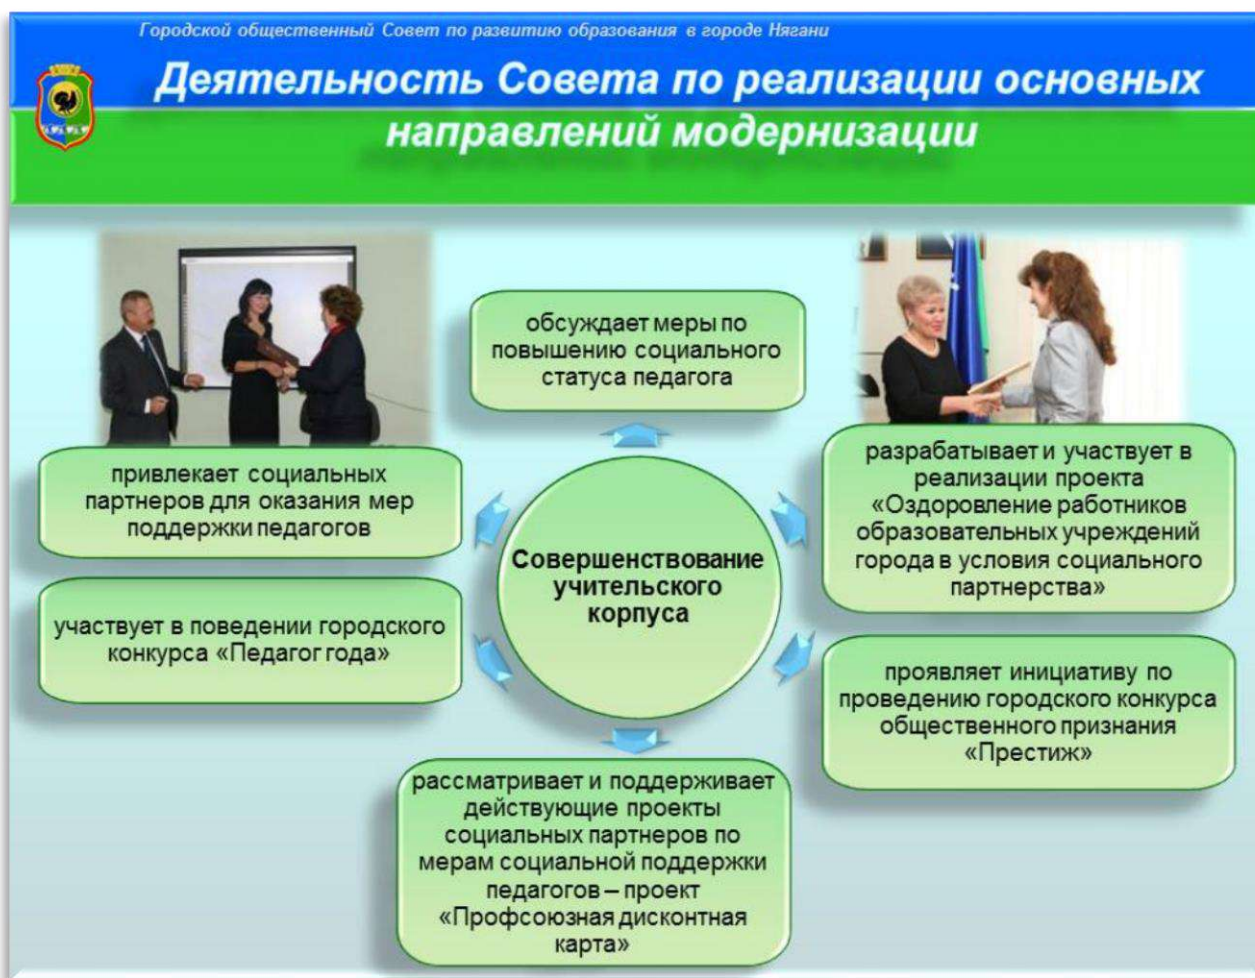 Городской общественный Совет по развитию образования в городе Нягани
Деятельность Совета по реализации основных
направлений модернизации
обсуждает меры по
повышению социального
статуса педагога
привлекает социальных
партнеров для оказания мер
поддержки педагогов
разрабатывает и участвует в
реализации проекта
«Оздоровление работников
образовательных учреждений
города в условия социального
партнерства»
Совершенствование
учительского
корпуса
участвует в поведении городского
конкурса «Педагог года»
проявляет инициативу по
проведению городского конкурса
общественного признания
«Престиж»
рассматривает и поддерживает
действующие проекты
социальных партнеров по
мерам социальной поддержки
педагогов – проект
«Профсоюзная дисконтная
карта»